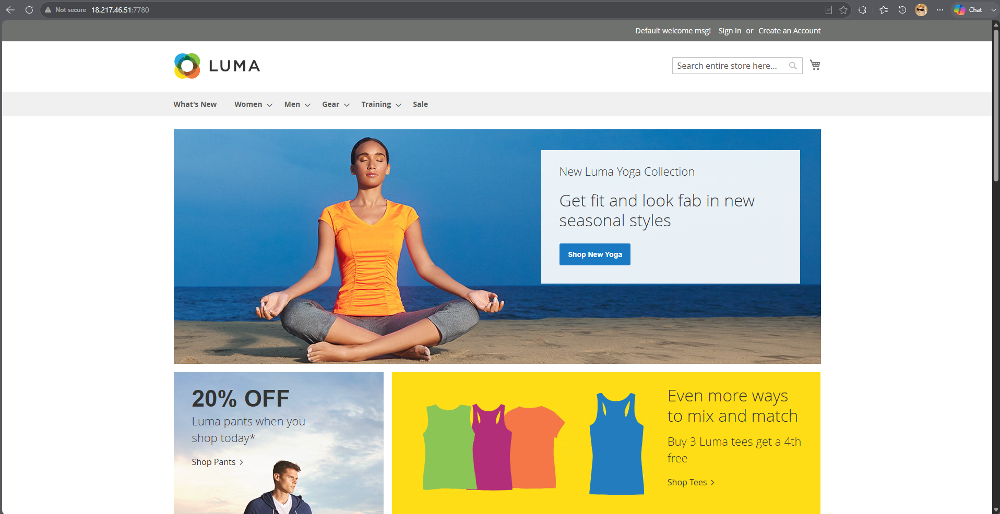 Not secure 18.217.46.51:7780
Chat
Default welcome msg! Sign In or Create an Account
LUMA
Search entire store here...
What's New Women Men Gear Training Sale
New Luma Yoga Collection
Get fit and look fab in new
seasonal styles
Shop New Yoga
20% OFF
Luma pants when you
shop today*
Shop Pants
Even more ways
to mix and match
Buy 3 Luma tees get a 4th
free
Shop Tees